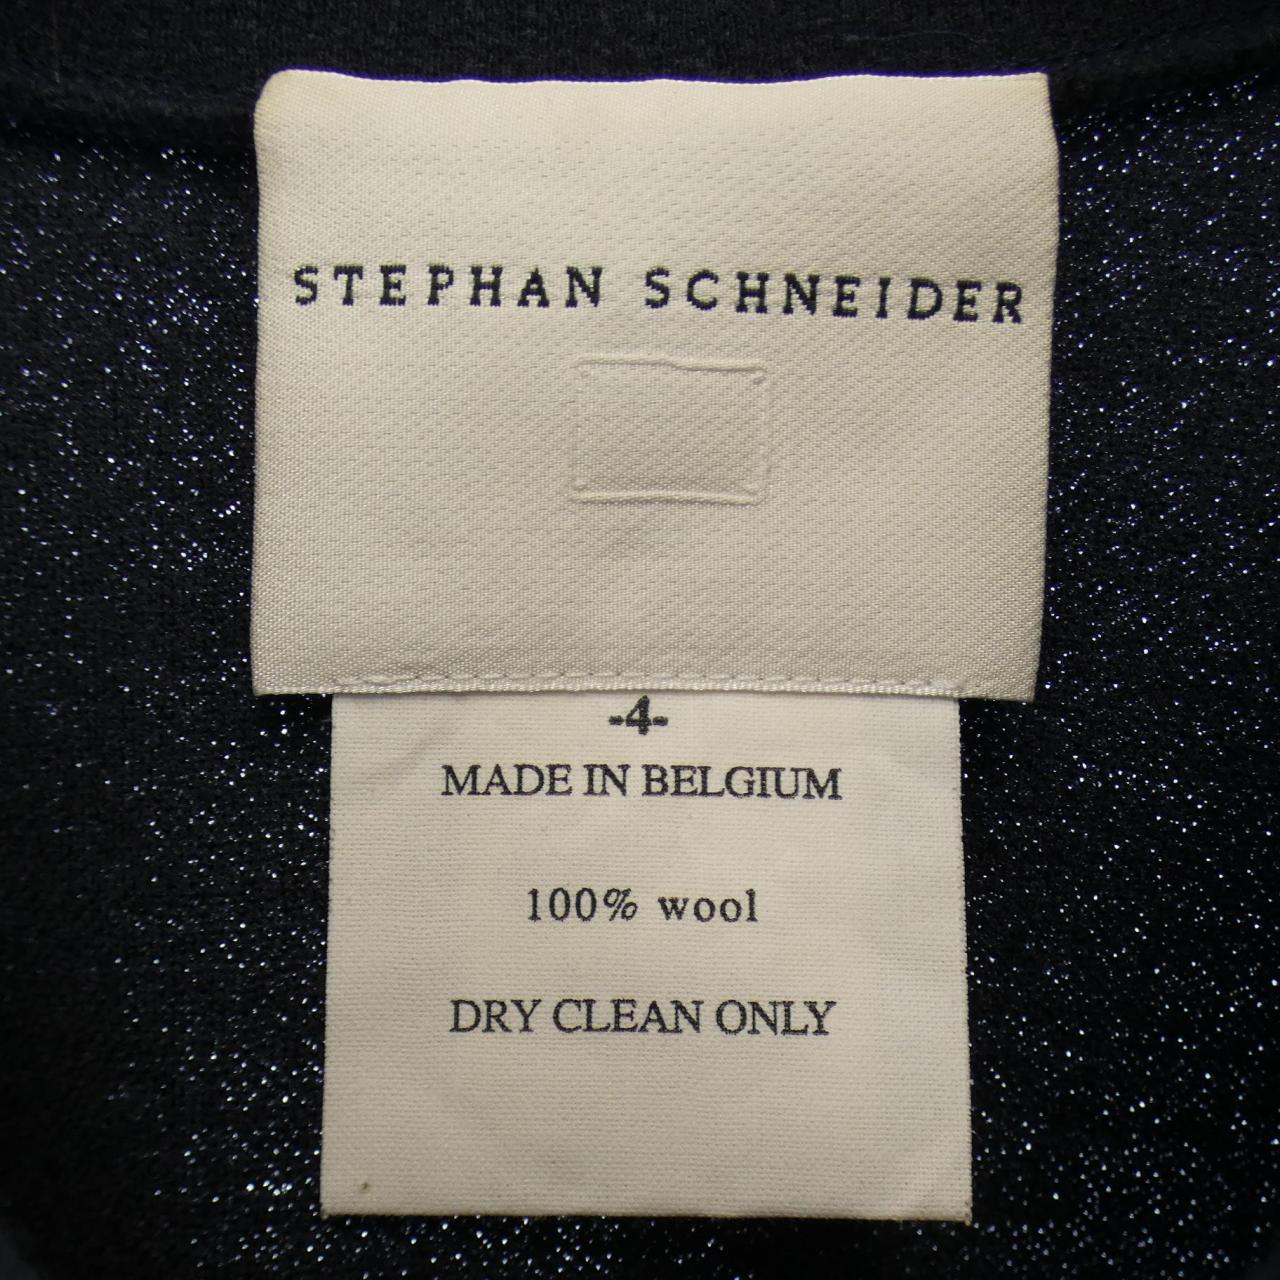 STEPHAN SCHNEIDER
-4-
MADE IN BELGIUM
100% wool
DRY CLEAN ONLY